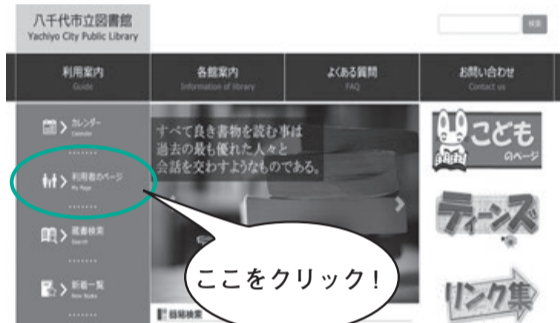 八千代市立図書館
Yachiyo City Public Library
検索
利用案内
Guide
各館案内
Information of library
よくある質問
FAQ
お問い合わせ
Contact us
カレンダー
Calendar
利用者のページ
My Page
蔵書検索
Search
新着一覧
New Books
すべて良き書物を読む事は
過去の最も優れた人々と
会話を交わすようなものである。
ここをクリック!
簡易検索
こども
のページ
ティーンズ
リンク集